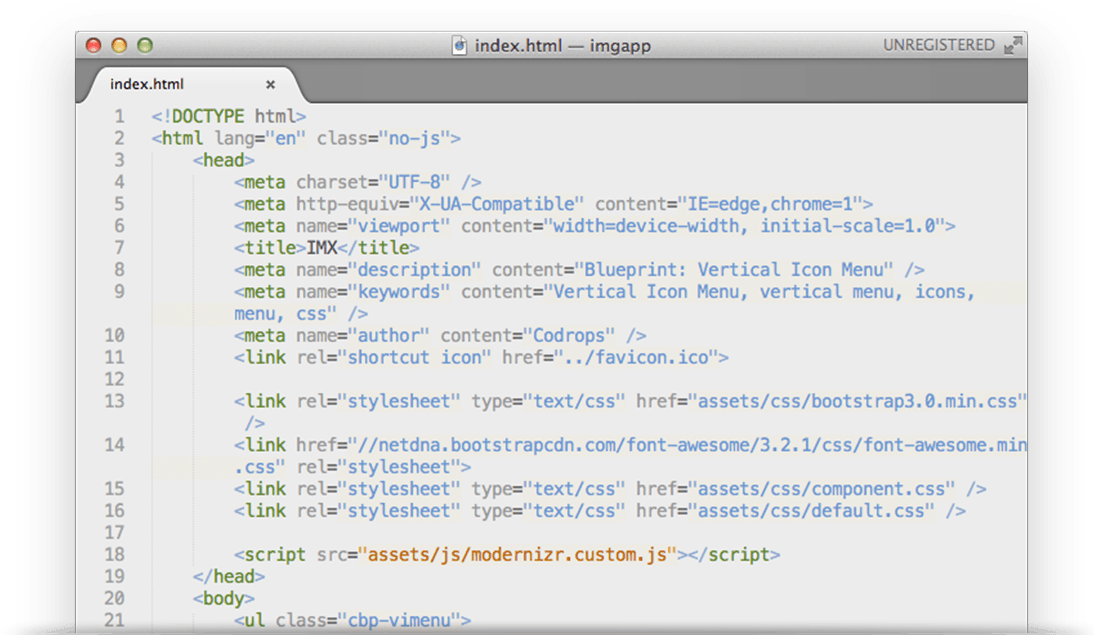 index.html — imgapp
UNREGISTERED
index.html ×
1 <!DOCTYPE html>
2 <html lang="en" class="no-js">
3 <head>
4 <meta charset="UTF-8" />
5 <meta http-equiv="X-UA-Compatible" content="IE=edge,chrome=1">
6 <meta name="viewport" content="width=device-width, initial-scale=1.0">
7 <title>IMX</title>
8 <meta name="description" content="Blueprint: Vertical Icon Menu" />
9 <meta name="keywords" content="Vertical Icon Menu, vertical menu, icons,
menu, css" />
10 <meta name="author" content="Codrops" />
11 <link rel="shortcut icon" href="../favicon.ico">
12
13 <link rel="stylesheet" type="text/css" href="assets/css/bootstrap3.0.min.css"
/>
14 <link href="//netdna.bootstrapcdn.com/font-awesome/3.2.1/css/font-awesome.min
.css" rel="stylesheet">
15 <link rel="stylesheet" type="text/css" href="assets/css/component.css" />
16 <link rel="stylesheet" type="text/css" href="assets/css/default.css" />
17
18 <script src="assets/js/modernizr.custom.js"></script>
19 </head>
20 <body>
21 <ul class="cbp-vimenu">